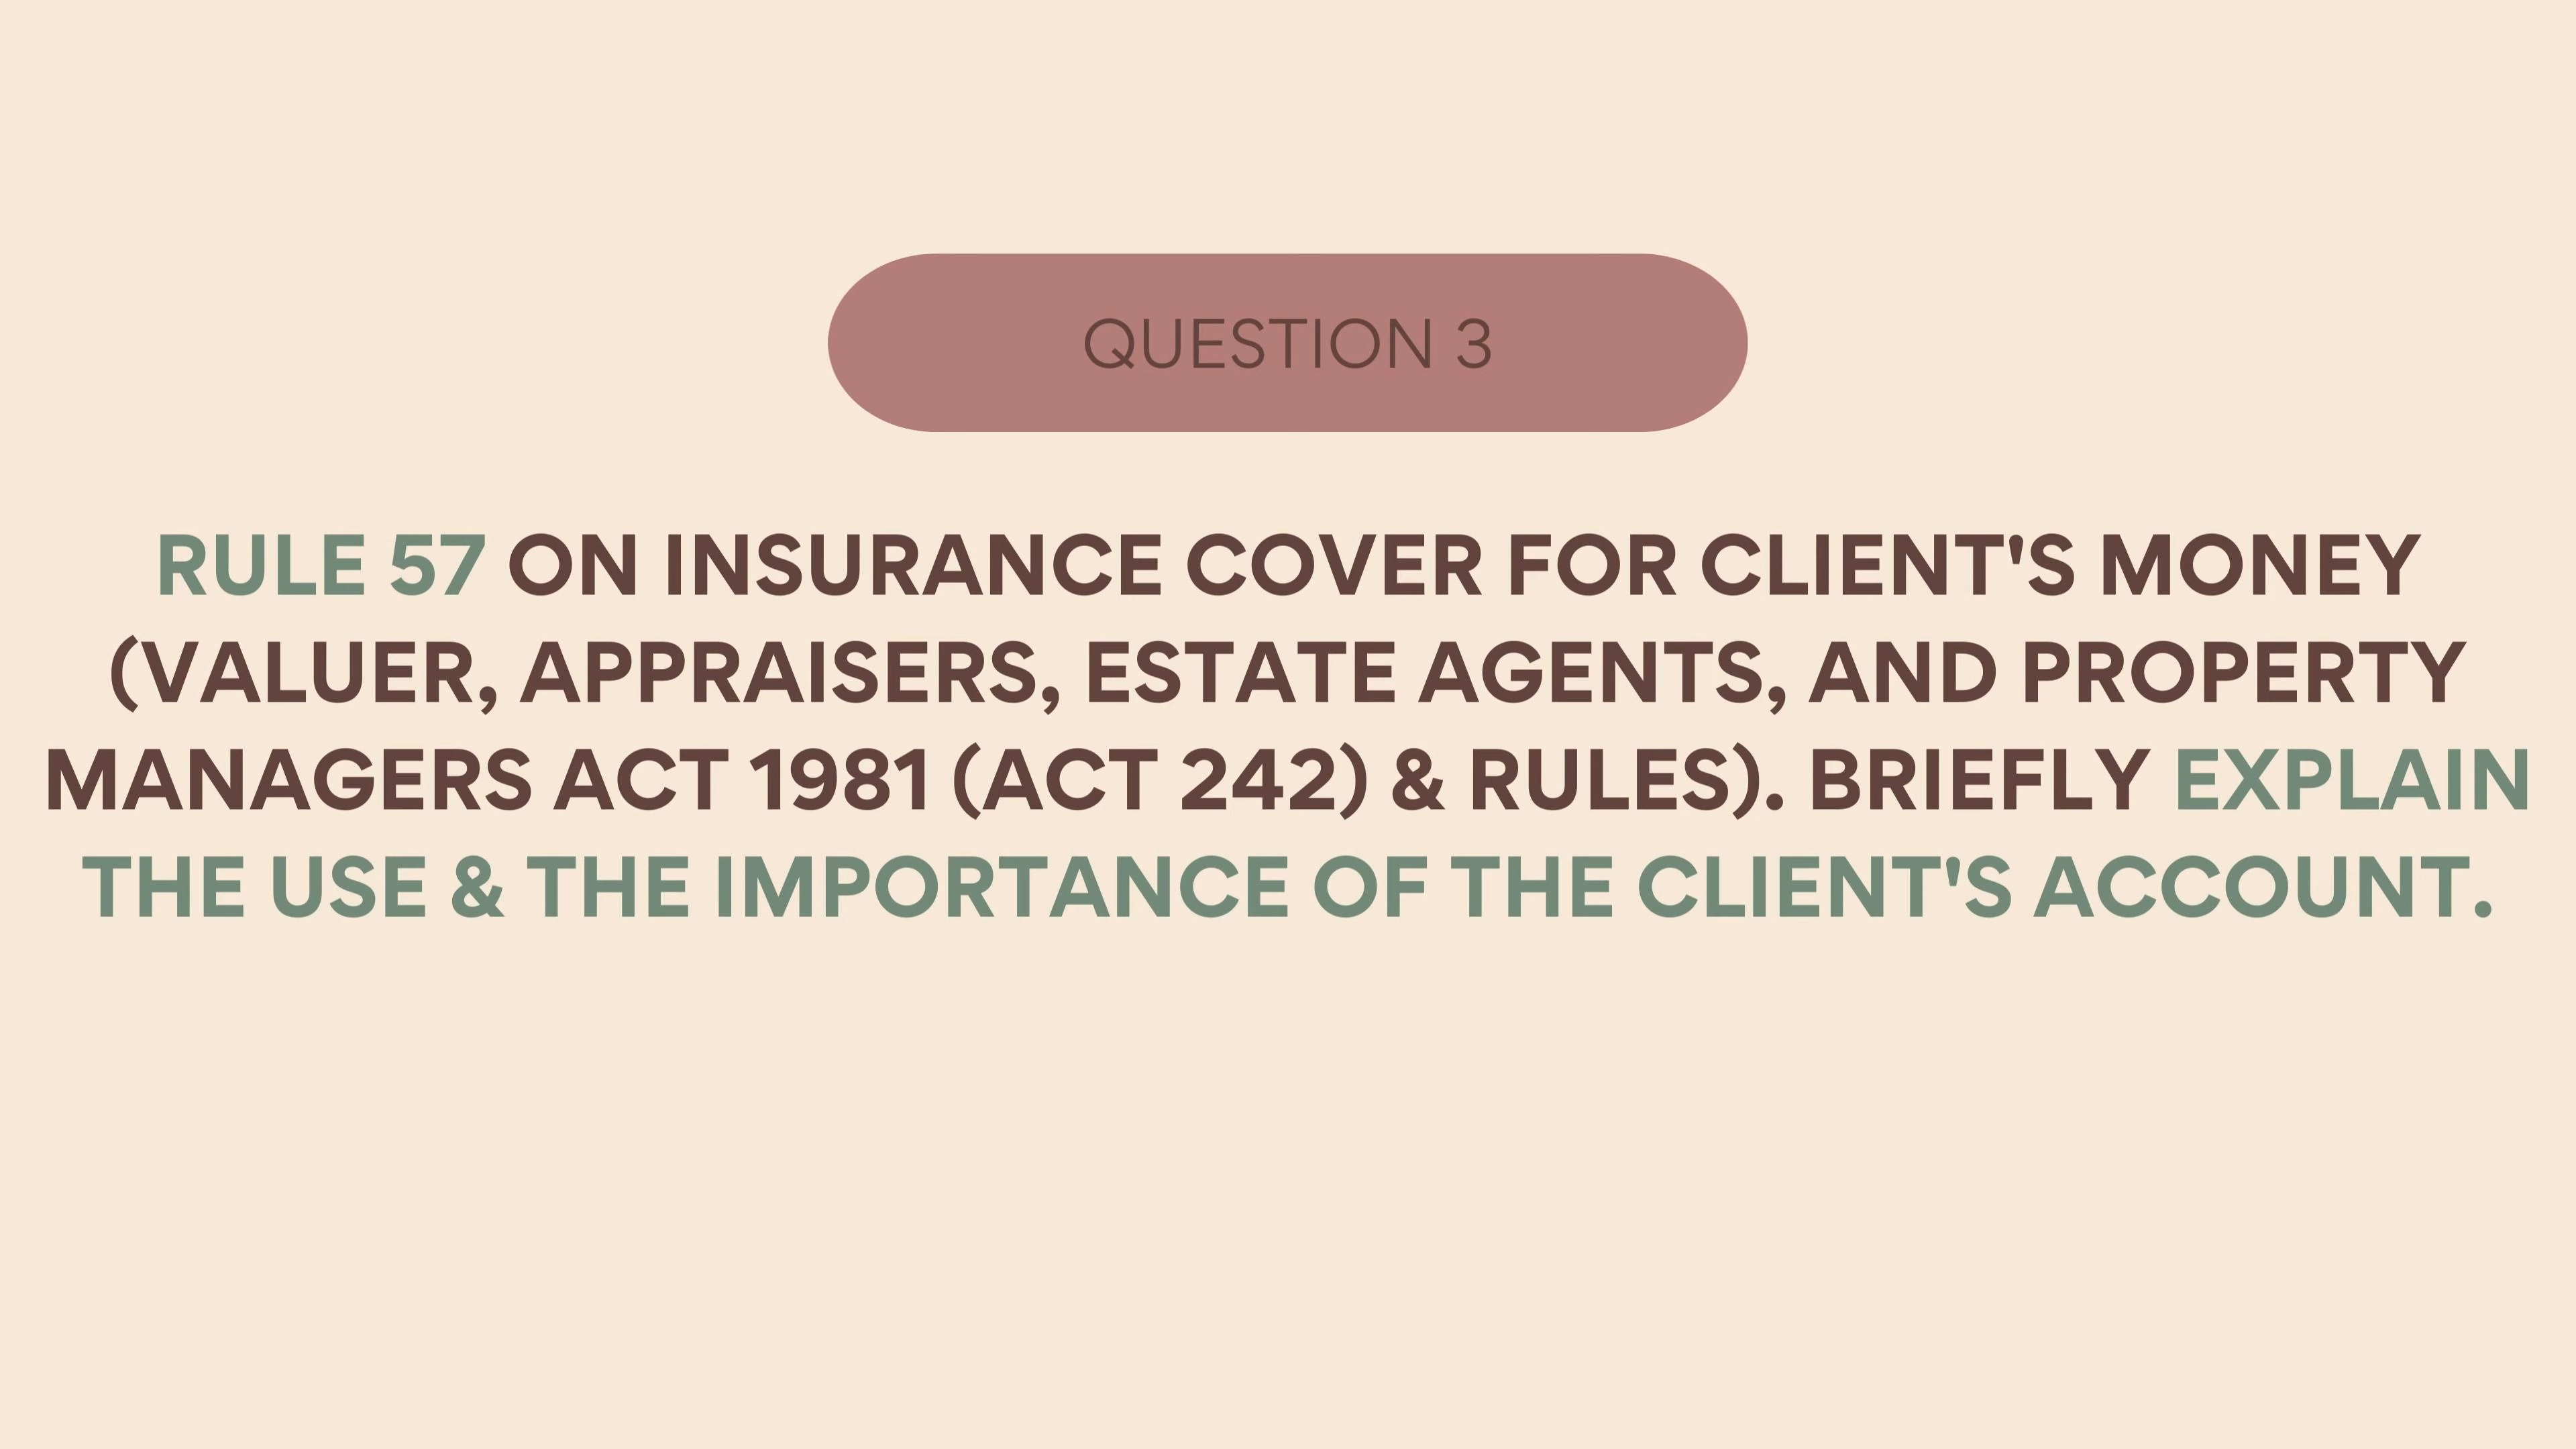 QUESTION 3
RULE 57 ON INSURANCE COVER FOR CLIENT'S MONEY
(VALUER, APPRAISERS, ESTATE AGENTS, AND PROPERTY
MANAGERS ACT 1981 (ACT 242) & RULES). BRIEFLY EXPLAIN
THE USE & THE IMPORTANCE OF THE CLIENT'S ACCOUNT.